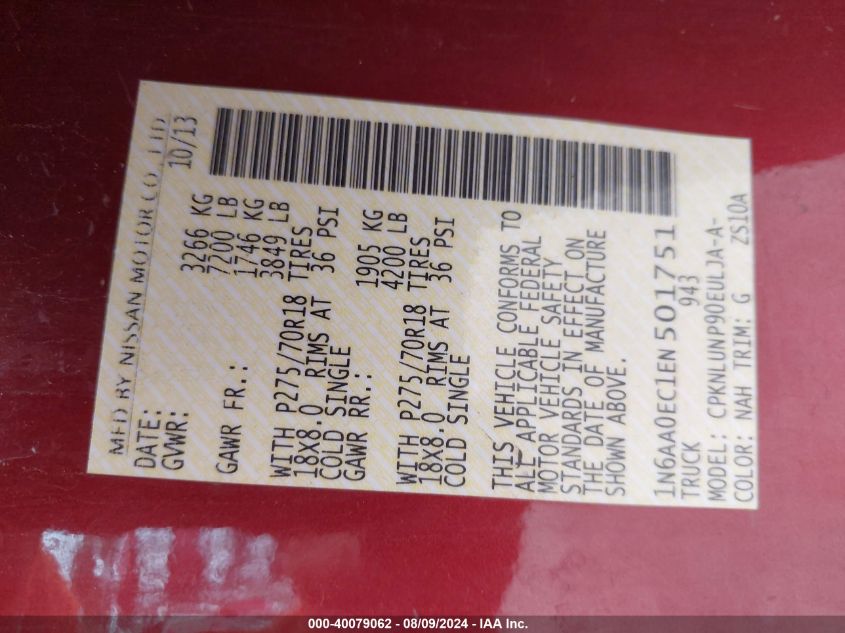 MFD BY NISSAN MOTOR CO., LTD
DATE: 10/13
GVWR: 3266 KG
7200 LB
GAWR FR.: 1746 KG
3849 LB
WITH P275/70R18 TIRES
18X8.0 RIMS AT 36 PSI
COLD SINGLE
GAWR RR.: 1905 KG
4200 LB
WITH P275/70R18 TIRES
18X8.0 RIMS AT 36 PSI
COLD SINGLE
THIS VEHICLE CONFORMS TO
ALL APPLICABLE FEDERAL
MOTOR VEHICLE SAFETY
STANDARDS IN EFFECT ON
THE DATE OF MANUFACTURE
SHOWN ABOVE.
1N6AA0EC1EN501751
TRUCK 943
MODEL: CPKNLUNP90EULJA-A-
COLOR: NAH TRIM: G ZS10A
000-40079062 - 08/09/2024 - IAA Inc.